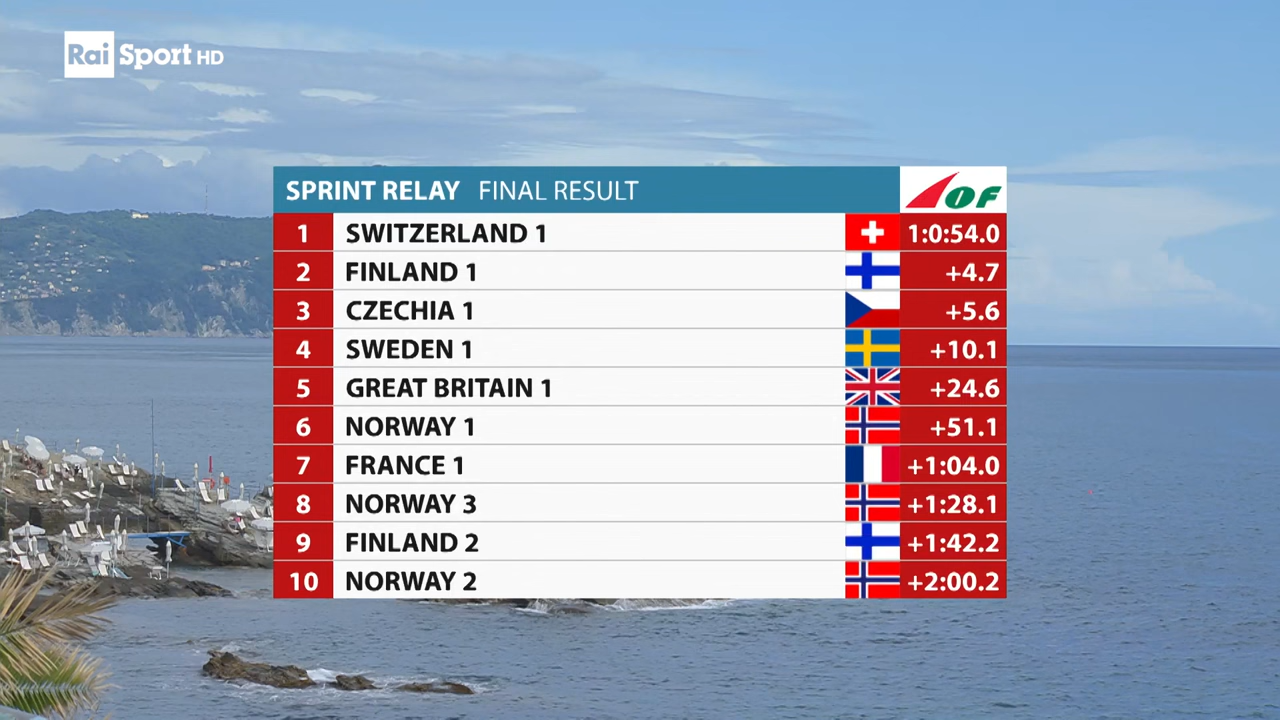 Rai Sport HD
SPRINT RELAY FINAL RESULT
IOF
1 SWITZERLAND 1 1:0:54.0
2 FINLAND 1 +4.7
3 CZECHIA 1 +5.6
4 SWEDEN 1 +10.1
5 GREAT BRITAIN 1 +24.6
6 NORWAY 1 +51.1
7 FRANCE 1 +1:04.0
8 NORWAY 3 +1:28.1
9 FINLAND 2 +1:42.2
10 NORWAY 2 +2:00.2